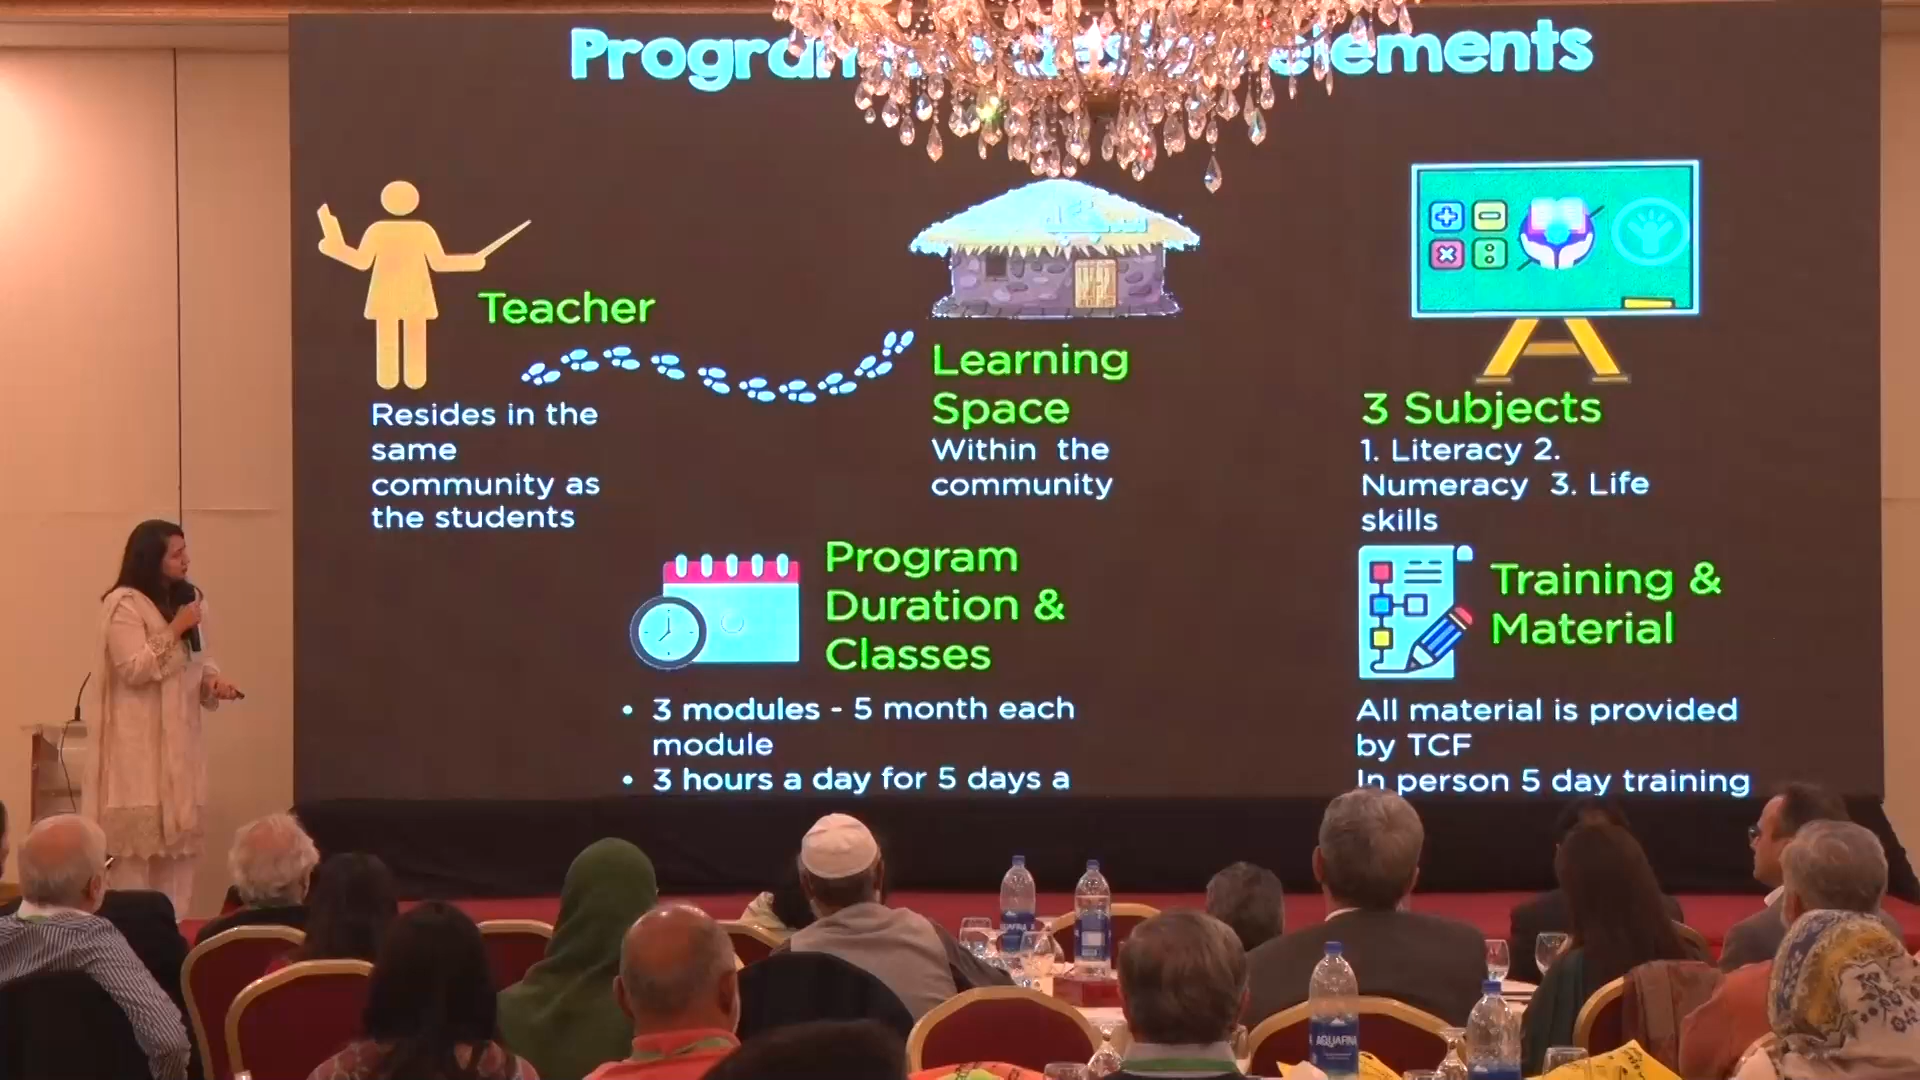 elements
Teacher
Resides in the
same
community as
the students
Learning
Space
Within the
community
3 Subjects
1. Literacy 2.
Numeracy 3. Life
skills
Program
Duration &
Classes
• 3 modules - 5 month each
module
• 3 hours a day for 5 days a
Training &
Material
All material is provided
by TCF
In person 5 day training
AQUAFINA